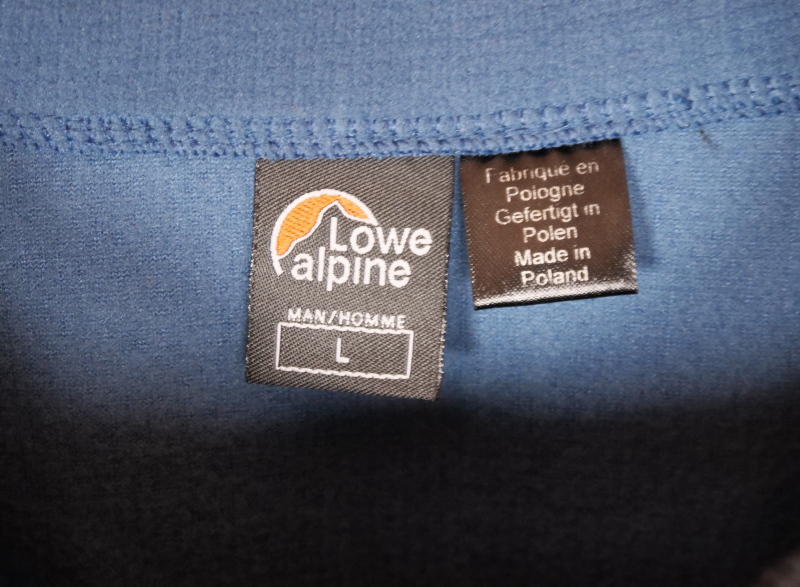 Lowe
alpine
MAN/HOMME
L
Fabriqué en
Pologne
Gefertigt in
Polen
Made in
Poland